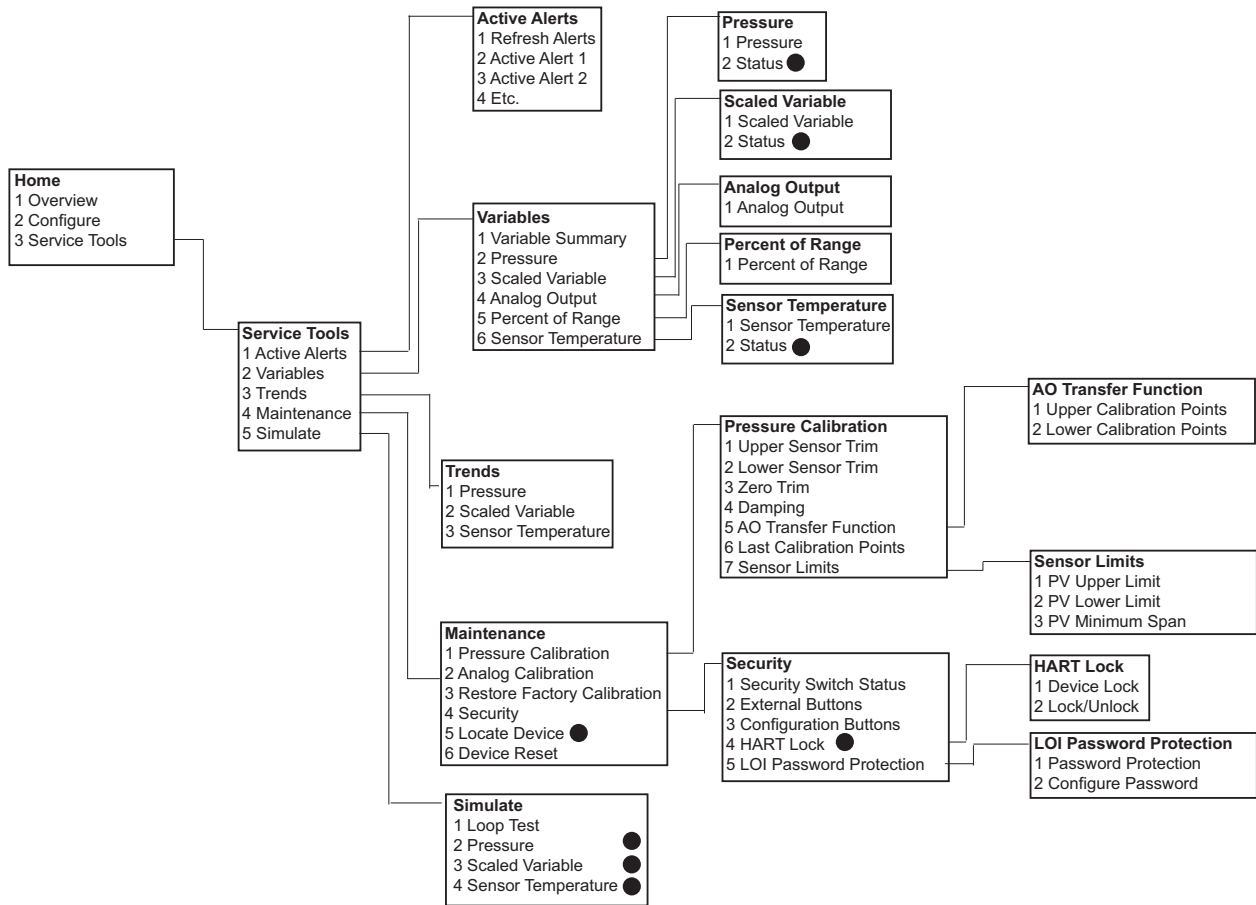 Home
1 Overview
2 Configure
3 Service Tools
Service Tools
1 Active Alerts
2 Variables
3 Trends
4 Maintenance
5 Simulate
Active Alerts
1 Refresh Alerts
2 Active Alert 1
3 Active Alert 2
4 Etc.
Variables
1 Variable Summary
2 Pressure
3 Scaled Variable
4 Analog Output
5 Percent of Range
6 Sensor Temperature
Trends
1 Pressure
2 Scaled Variable
3 Sensor Temperature
Maintenance
1 Pressure Calibration
2 Analog Calibration
3 Restore Factory Calibration
4 Security
5 Locate Device
6 Device Reset
Simulate
1 Loop Test
2 Pressure
3 Scaled Variable
4 Sensor Temperature
Pressure
1 Pressure
2 Status
Scaled Variable
1 Scaled Variable
2 Status
Analog Output
1 Analog Output
Percent of Range
1 Percent of Range
Sensor Temperature
1 Sensor Temperature
2 Status
Pressure Calibration
1 Upper Sensor Trim
2 Lower Sensor Trim
3 Zero Trim
4 Damping
5 AO Transfer Function
6 Last Calibration Points
7 Sensor Limits
Security
1 Security Switch Status
2 External Buttons
3 Configuration Buttons
4 HART Lock
5 LOI Password Protection
AO Transfer Function
1 Upper Calibration Points
2 Lower Calibration Points
Sensor Limits
1 PV Upper Limit
2 PV Lower Limit
3 PV Minimum Span
HART Lock
1 Device Lock
2 Lock/Unlock
LOI Password Protection
1 Password Protection
2 Configure Password